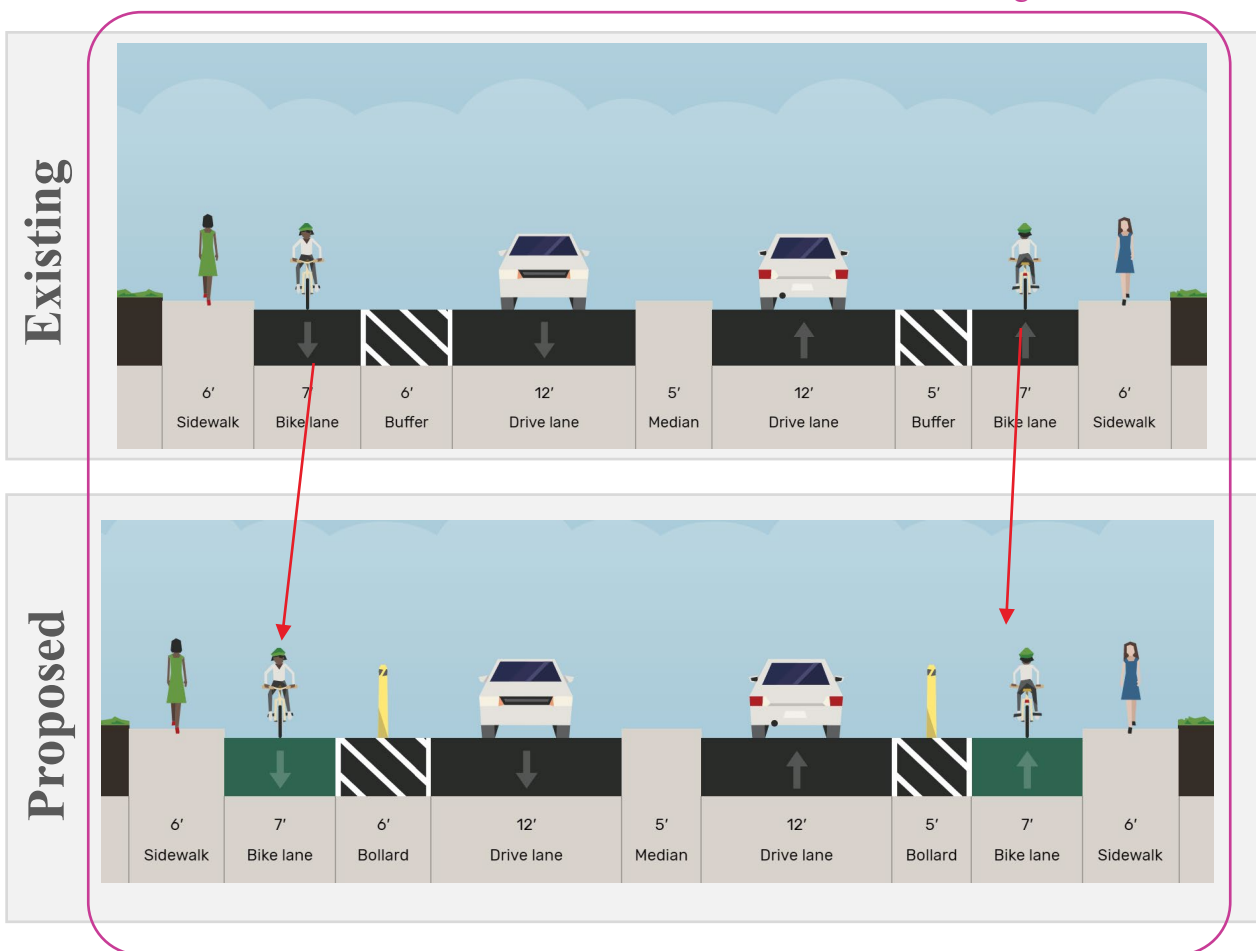 Existing
6′ 7′ 6′ 12′ 5′ 12′ 5′ 7′ 6′
Sidewalk Bike lane Buffer Drive lane Median Drive lane Buffer Bike lane Sidewalk
Proposed
6′ 7′ 6′ 12′ 5′ 12′ 5′ 7′ 6′
Sidewalk Bike lane Bollard Drive lane Median Drive lane Bollard Bike lane Sidewalk